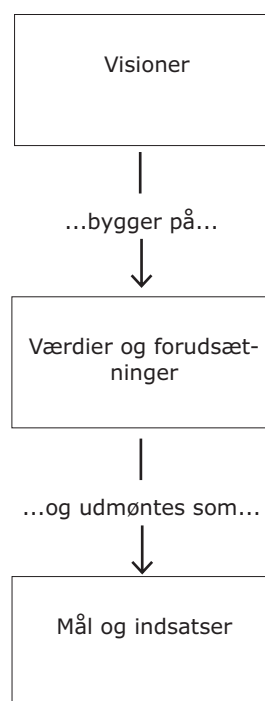 Visioner
...bygger på...
Værdier og forudsæt-
ninger
...og udmøntes som...
Mål og indsatser